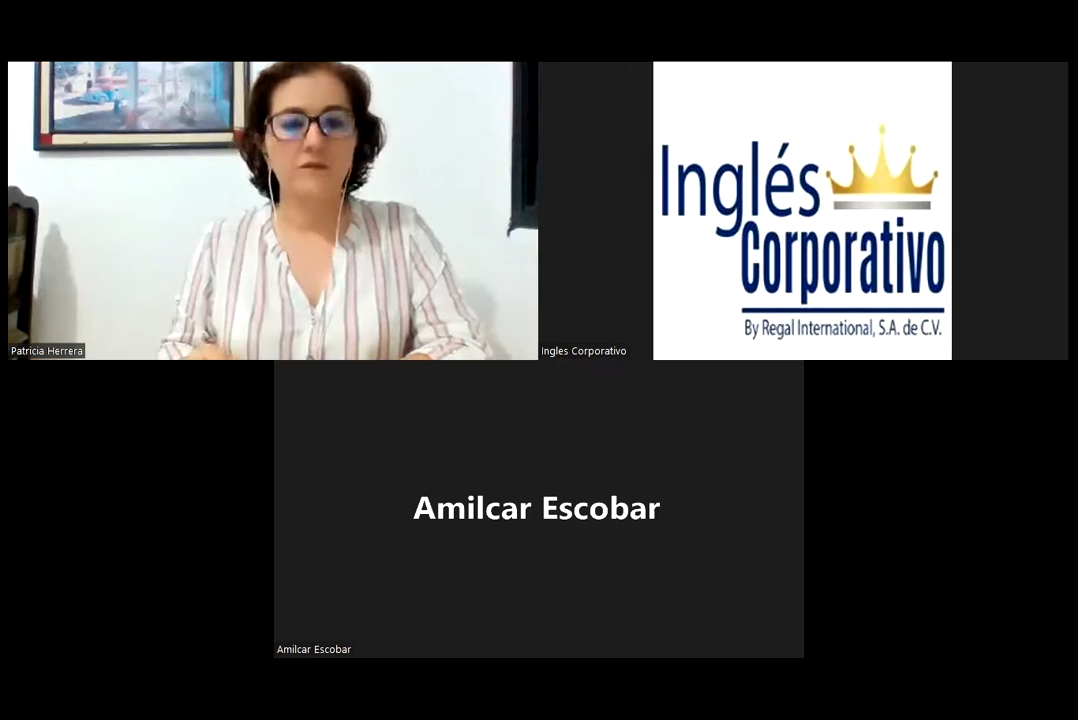 Inglés
Corporativo
By Regal International, S.A. de C.V.
Patricia Herrera
Ingles Corporativo
Amilcar Escobar
Amilcar Escobar